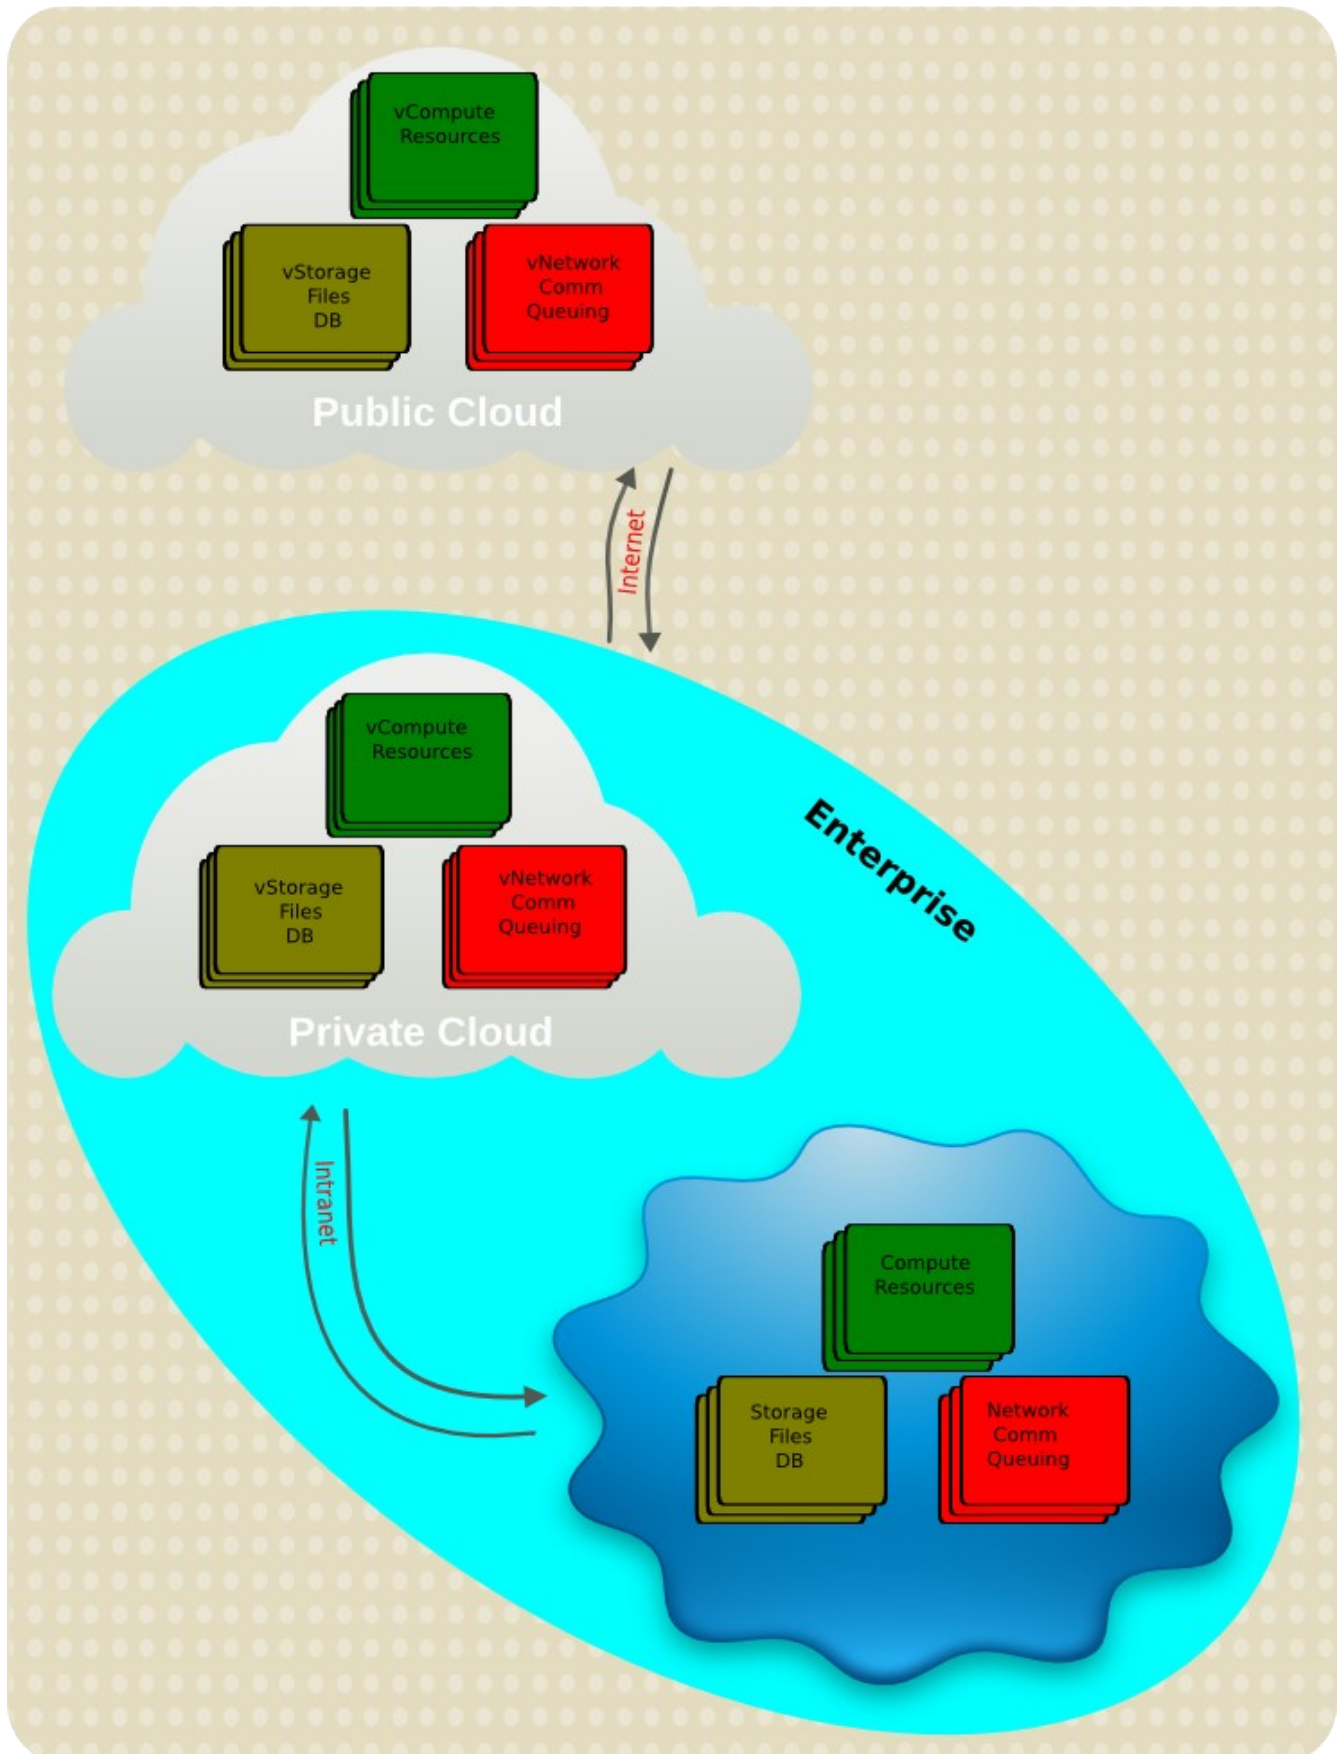 vCompute
Resources
vStorage
Files
DB
vNetwork
Comm
Queuing
Public Cloud
Internet
vCompute
Resources
vStorage
Files
DB
vNetwork
Comm
Queuing
Private Cloud
Enterprise
Intranet
Compute
Resources
Storage
Files
DB
Network
Comm
Queuing